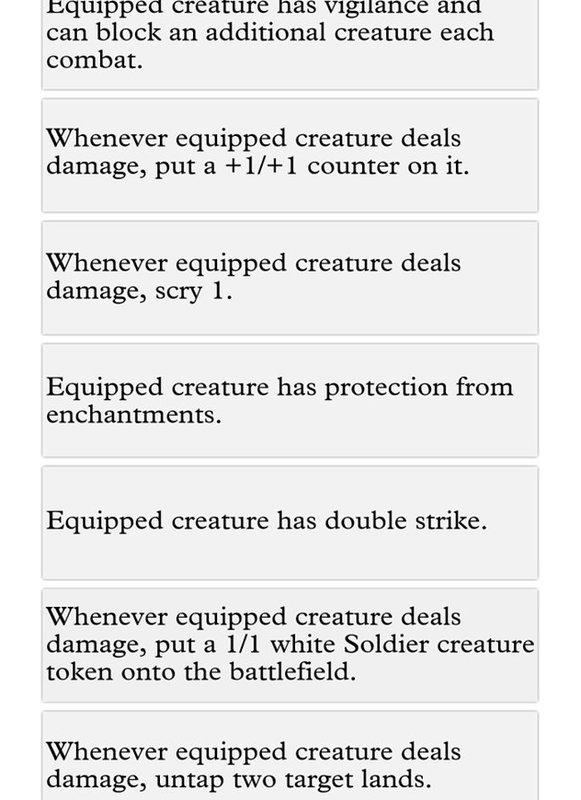 Equipped creature has vigilance and
can block an additional creature each
combat.
Whenever equipped creature deals
damage, put a +1/+1 counter on it.
Whenever equipped creature deals
damage, scry 1.
Equipped creature has protection from
enchantments.
Equipped creature has double strike.
Whenever equipped creature deals
damage, put a 1/1 white Soldier creature
token onto the battlefield.
Whenever equipped creature deals
damage, untap two target lands.